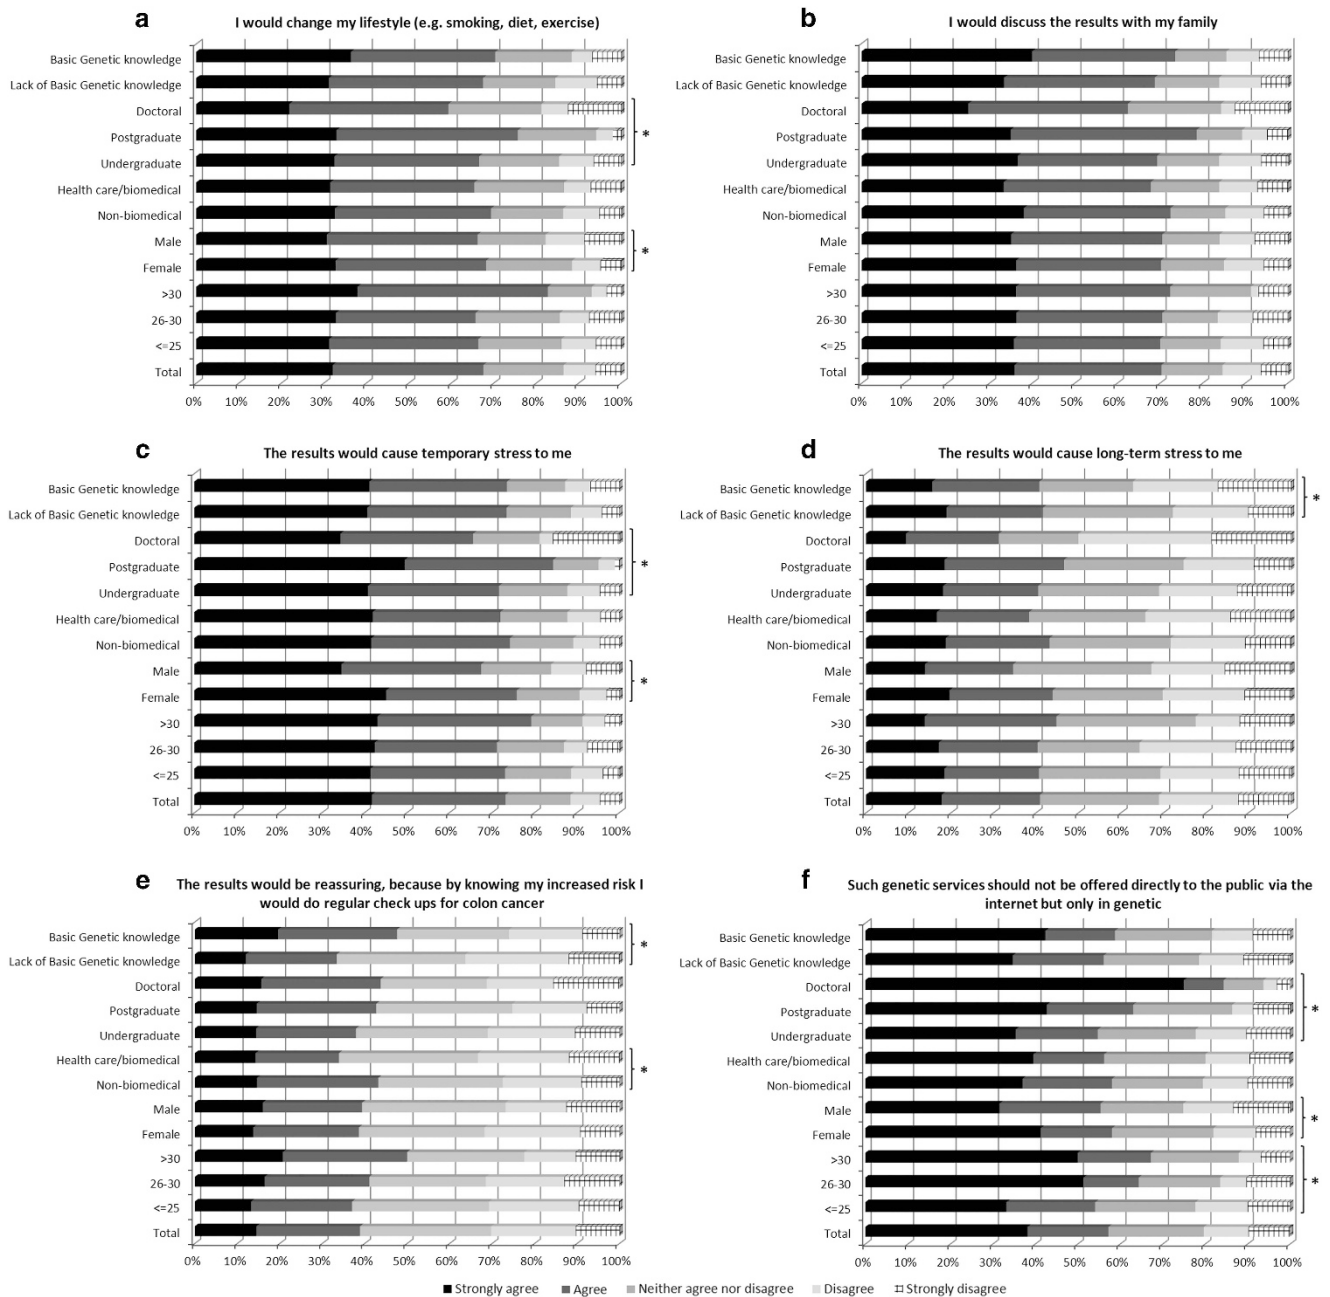 a I would change my lifestyle (e.g. smoking, diet, exercise)
Basic Genetic knowledge
Lack of Basic Genetic knowledge
Doctoral
Postgraduate
*
Undergraduate
Health care/biomedical
Non-biomedical
Male
*
Female
>30
26-30
<=25
Total
0% 10% 20% 30% 40% 50% 60% 70% 80% 90% 100%
b I would discuss the results with my family
Basic Genetic knowledge
Lack of Basic Genetic knowledge
Doctoral
Postgraduate
Undergraduate
Health care/biomedical
Non-biomedical
Male
Female
>30
26-30
<=25
Total
0% 10% 20% 30% 40% 50% 60% 70% 80% 90% 100%
c The results would cause temporary stress to me
Basic Genetic knowledge
Lack of Basic Genetic knowledge
Doctoral
Postgraduate
*
Undergraduate
Health care/biomedical
Non-biomedical
Male
*
Female
>30
26-30
<=25
Total
0% 10% 20% 30% 40% 50% 60% 70% 80% 90% 100%
d The results would cause long-term stress to me
Basic Genetic knowledge
*
Lack of Basic Genetic knowledge
Doctoral
Postgraduate
Undergraduate
Health care/biomedical
Non-biomedical
Male
Female
>30
26-30
<=25
Total
0% 10% 20% 30% 40% 50% 60% 70% 80% 90% 100%
e The results would be reassuring, because by knowing my increased risk I
would do regular check ups for colon cancer
Basic Genetic knowledge
*
Lack of Basic Genetic knowledge
Doctoral
Postgraduate
Undergraduate
Health care/biomedical
*
Non-biomedical
Male
Female
>30
26-30
<=25
Total
0% 10% 20% 30% 40% 50% 60% 70% 80% 90% 100%
f Such genetic services should not be offered directly to the public via the
internet but only in genetic
Basic Genetic knowledge
Lack of Basic Genetic knowledge
Doctoral
Postgraduate
*
Undergraduate
Health care/biomedical
Non-biomedical
Male
*
Female
>30
26-30
*
<=25
Total
0% 10% 20% 30% 40% 50% 60% 70% 80% 90% 100%
Strongly agree Agree Neither agree nor disagree Disagree Strongly disagree